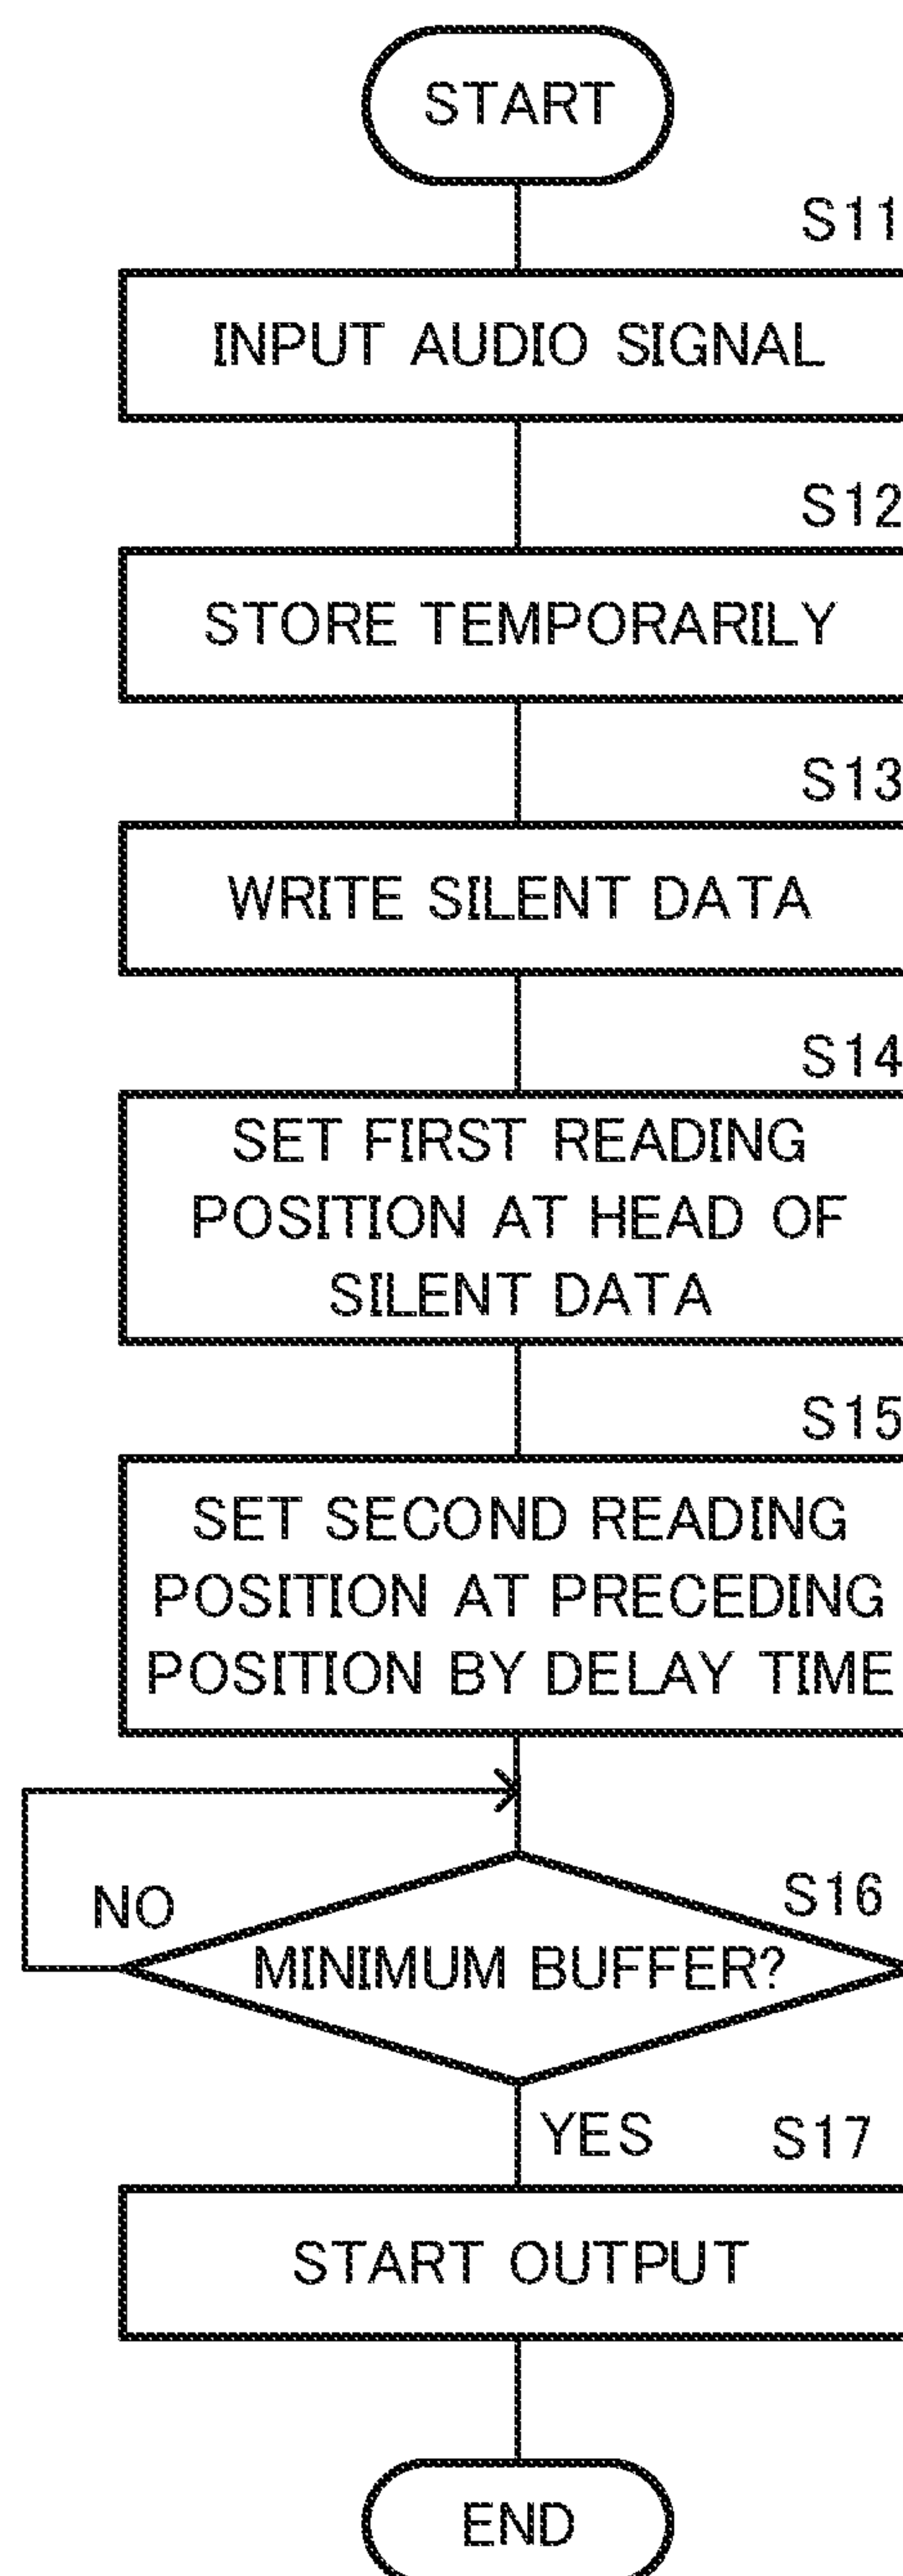 START
S11
INPUT AUDIO SIGNAL
S12
STORE TEMPORARILY
S13
WRITE SILENT DATA
S14
SET FIRST READING
POSITION AT HEAD OF
SILENT DATA
S15
SET SECOND READING
POSITION AT PRECEDING
POSITION BY DELAY TIME
S16
NO
MINIMUM BUFFER?
YES
S17
START OUTPUT
END